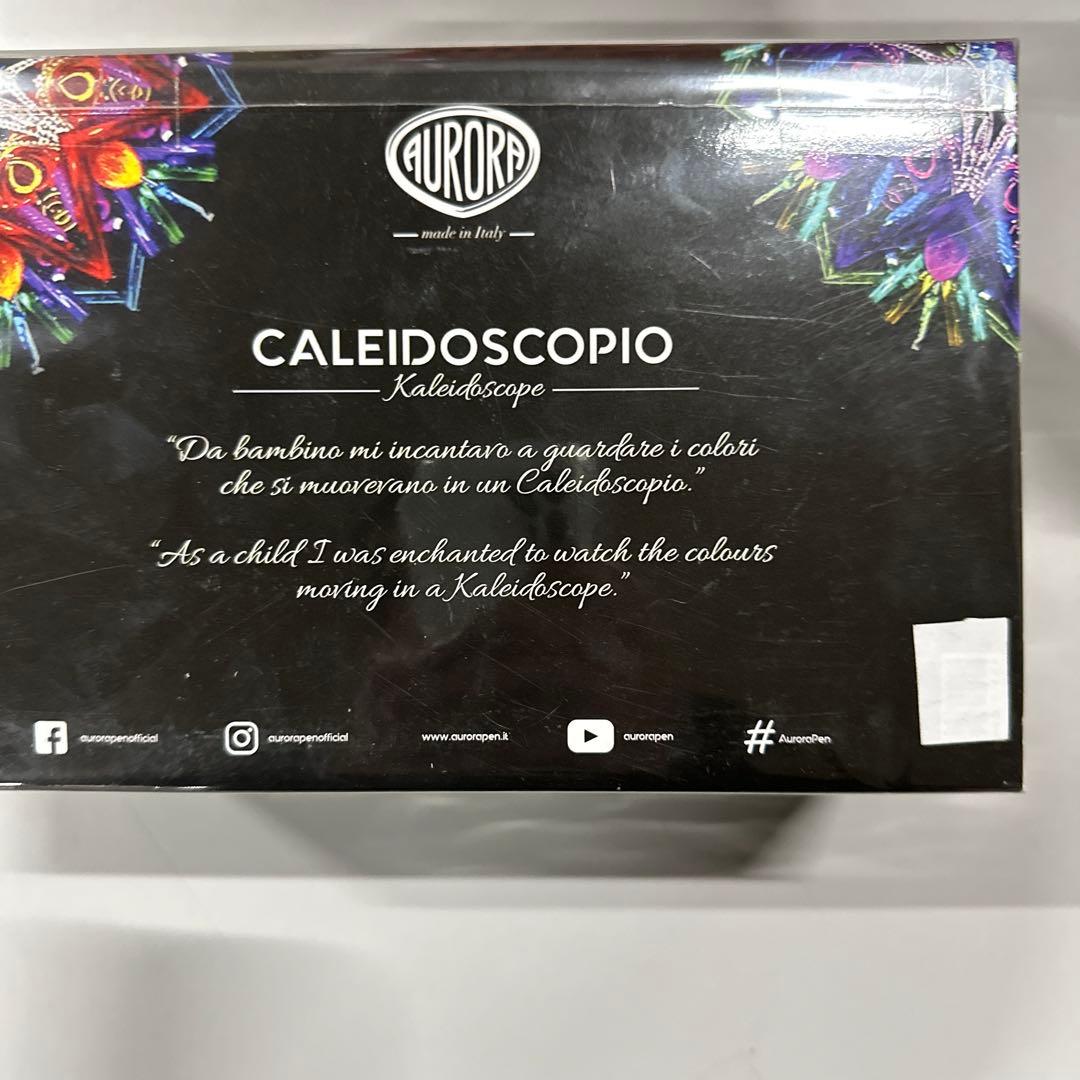 AURORA
made in Italy
CALEIDOSCOPIO
Kaleidoscope
“Da bambino mi incantavo a guardare i colori
che si muovevano in un Caleidoscopio.”
“As a child I was enchanted to watch the colours
moving in a Kaleidoscope.”
aurorapenofficial aurorapenofficial www.aurorapen.it aurorapen # AuroraPen